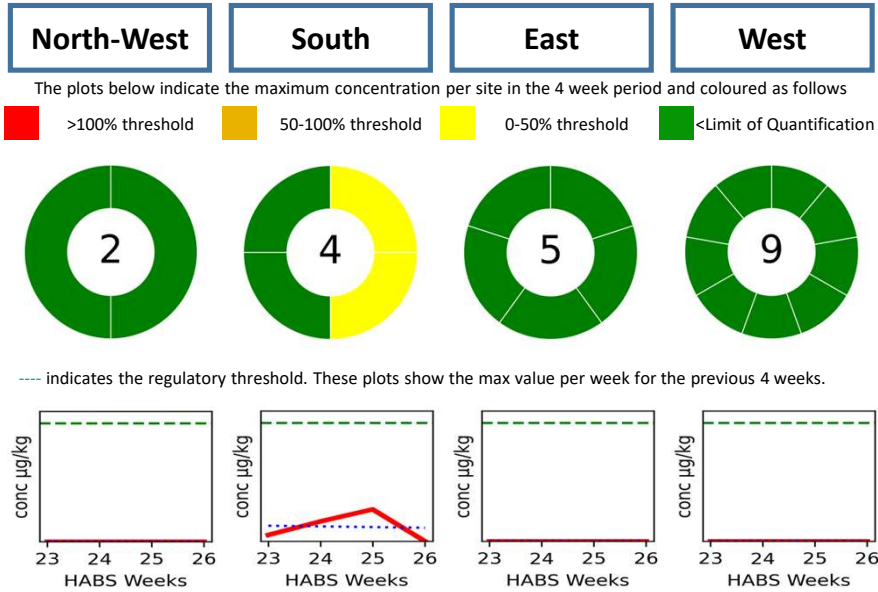 North-West South East West
The plots below indicate the maximum concentration per site in the 4 week period and coloured as follows
>100% threshold 50-100% threshold 0-50% threshold <Limit of Quantification
2 4 5 9
---- indicates the regulatory threshold. These plots show the max value per week for the previous 4 weeks.
conc µg/kg conc µg/kg conc µg/kg conc µg/kg
23 24 25 26 23 24 25 26 23 24 25 26 23 24 25 26
HABS Weeks HABS Weeks HABS Weeks HABS Weeks